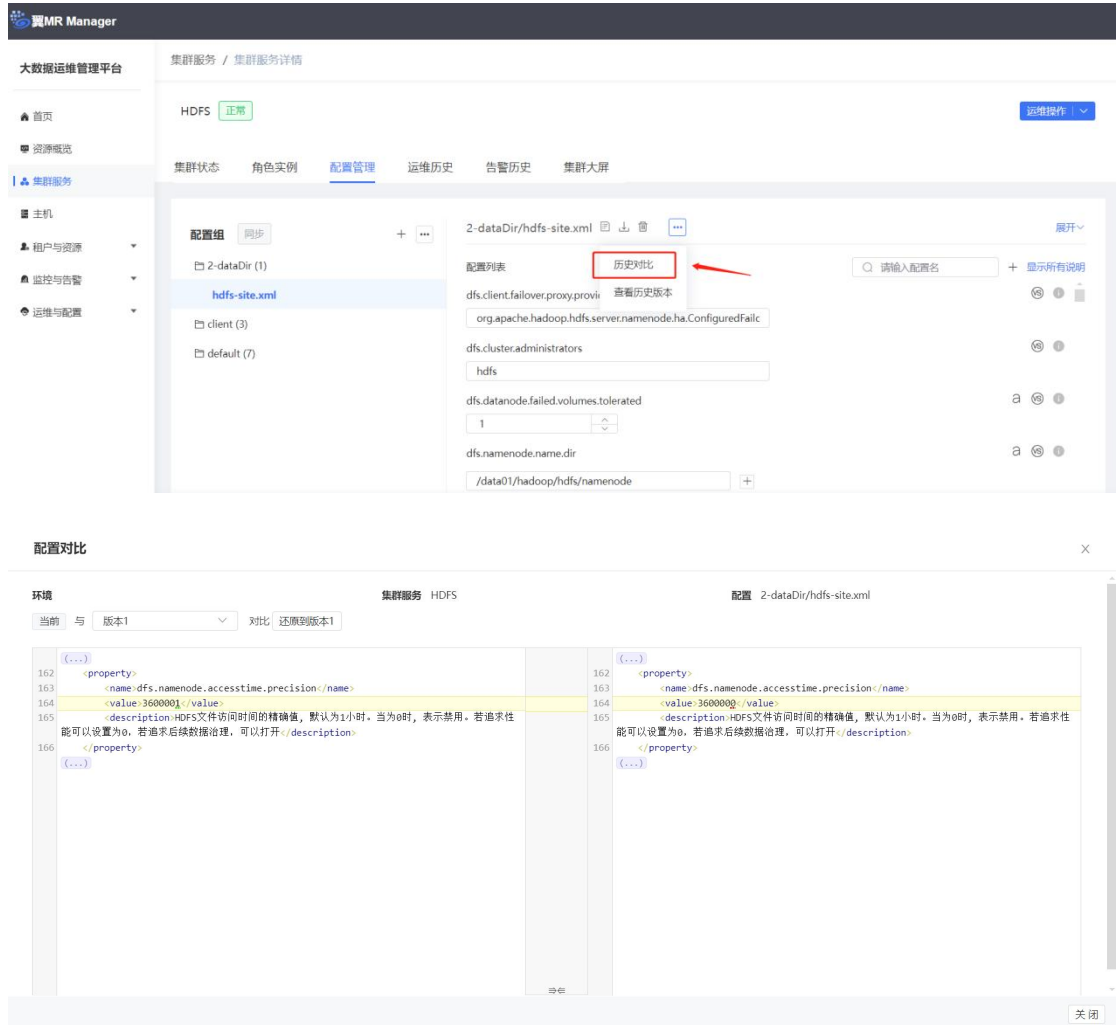 翼MR Manager
大数据运维管理平台
集群服务 / 集群服务详情
首页
资源概览
集群服务
主机
租户与资源
监控与告警
运维与配置
HDFS 正常
运维操作
集群状态 角色实例 配置管理 运维历史 告警历史 集群大屏
配置组 同步
2-dataDir (1)
hdfs-site.xml
client (3)
default (7)
2-dataDir/hdfs-site.xml
展开
历史对比
查看历史版本
配置列表
请输入配置名
显示所有说明
dfs.client.failover.proxy.provi
org.apache.hadoop.hdfs.server.namenode.ha.ConfiguredFailc
dfs.cluster.administrators
hdfs
dfs.datanode.failed.volumes.tolerated
a
1
dfs.namenode.name.dir
a
/data01/hadoop/hdfs/namenode
配置对比
环境 集群服务 HDFS 配置 2-dataDir/hdfs-site.xml
当前 与 版本1 对比 还原到版本1
(...)
162 <property>
163 <name>dfs.namenode.accesstime.precision</name>
164 <value>3600001</value>
165 <description>HDFS文件访问时间的精确值, 默认为1小时。当为0时, 表示禁用。若追求性
能可以设置为0, 若追求后续数据治理, 可以打开</description>
166 </property>
(...)
(...)
162 <property>
163 <name>dfs.namenode.accesstime.precision</name>
164 <value>3600000</value>
165 <description>HDFS文件访问时间的精确值, 默认为1小时。当为0时, 表示禁用。若追求性
能可以设置为0, 若追求后续数据治理, 可以打开</description>
166 </property>
(...)
关闭